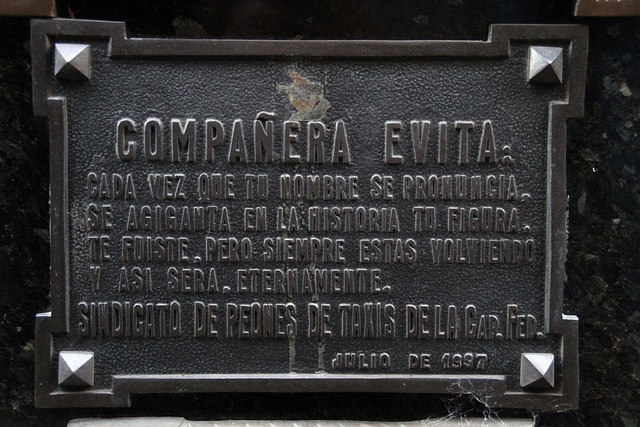 COMPAÑERA EVITA:
CADA VEZ QUE TU NOMBRE SE PRONUNCIA,
SE AGIGANTA EN LA HISTORIA TU FIGURA.
TE FUISTE, PERO SIEMPRE ESTAS VOLVIENDO
Y ASI SERA, ETERNAMENTE.
SINDICATO DE PEONES DE TAXIS DE LA CAP. FED.
JULIO DE 1997